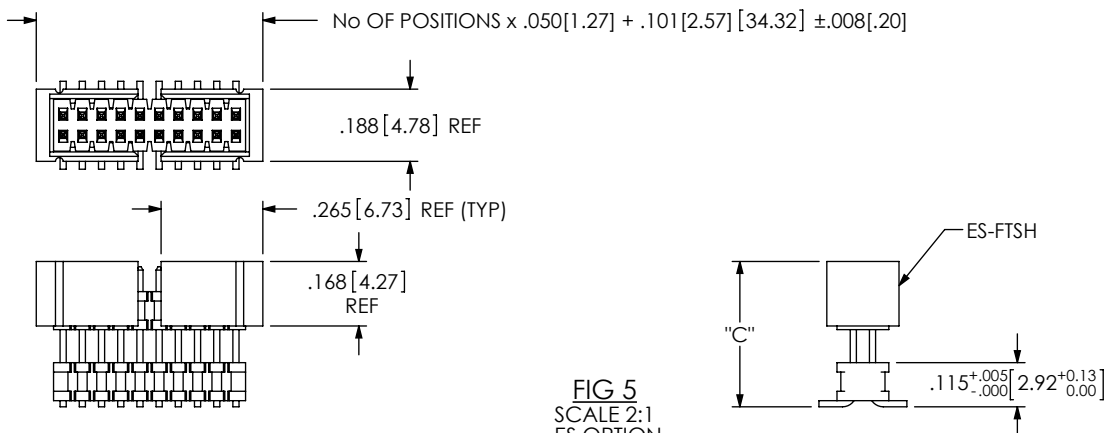 No OF POSITIONS x .050[1.27] + .101[2.57] [34.32] ±.008[.20]
.188[4.78] REF
.265[6.73] REF (TYP)
ES-FTSH
.168[4.27]
REF
"C"
.115+.005-.000[2.92+0.13 0.00]
FIG 5
SCALE 2:1
ES OPTION